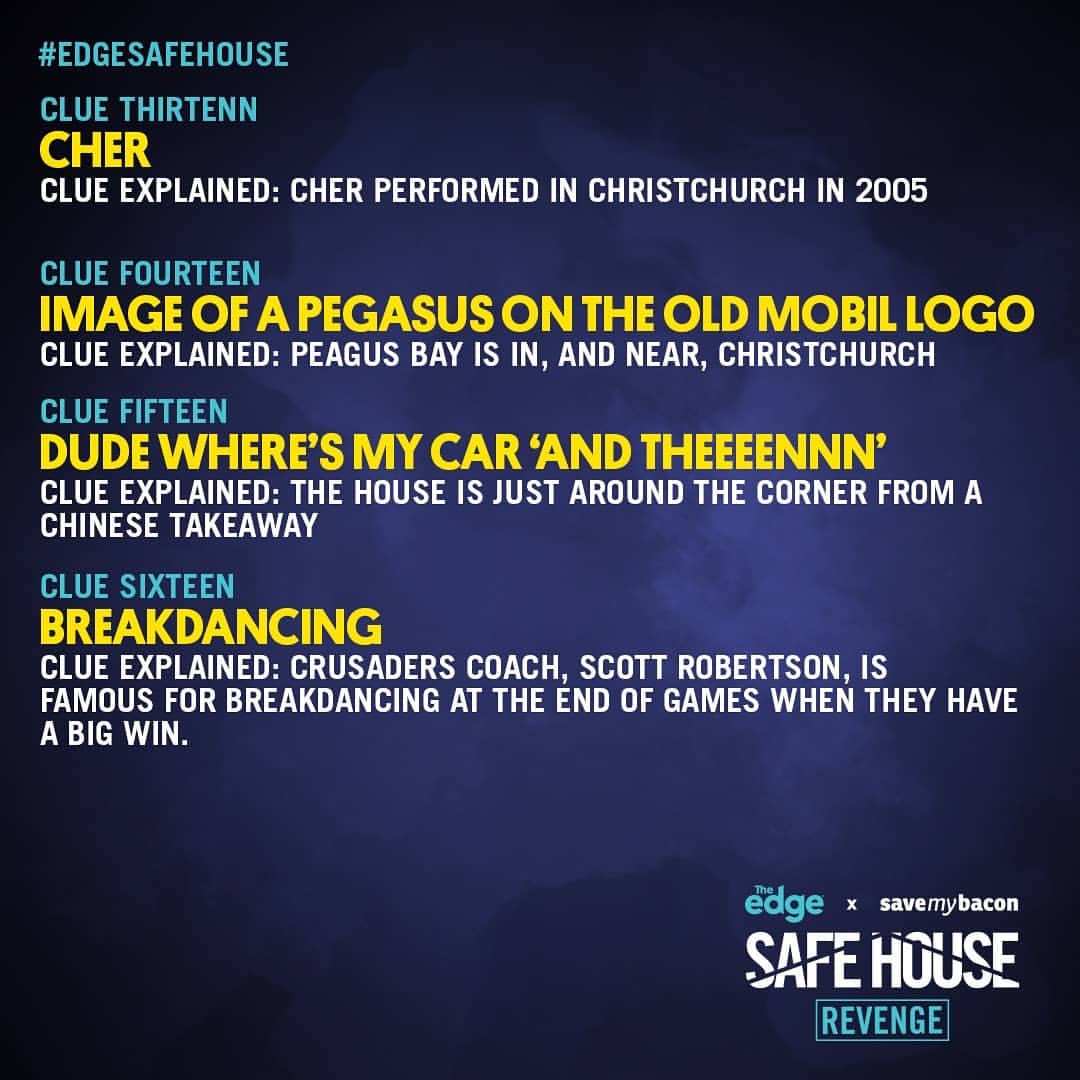 #EDGESAFEHOUSE
CLUE THIRTENN
CHER
CLUE EXPLAINED: CHER PERFORMED IN CHRISTCHURCH IN 2005
CLUE FOURTEEN
IMAGE OF A PEGASUS ON THE OLD MOBIL LOGO
CLUE EXPLAINED: PEAGUS BAY IS IN, AND NEAR, CHRISTCHURCH
CLUE FIFTEEN
DUDE WHERE'S MY CAR ‘AND THEEEENNN’
CLUE EXPLAINED: THE HOUSE IS JUST AROUND THE CORNER FROM A
CHINESE TAKEAWAY
CLUE SIXTEEN
BREAKDANCING
CLUE EXPLAINED: CRUSADERS COACH, SCOTT ROBERTSON, IS
FAMOUS FOR BREAKDANCING AT THE END OF GAMES WHEN THEY HAVE
A BIG WIN.
The edge x savemybacon
SAFE HOUSE
REVENGE